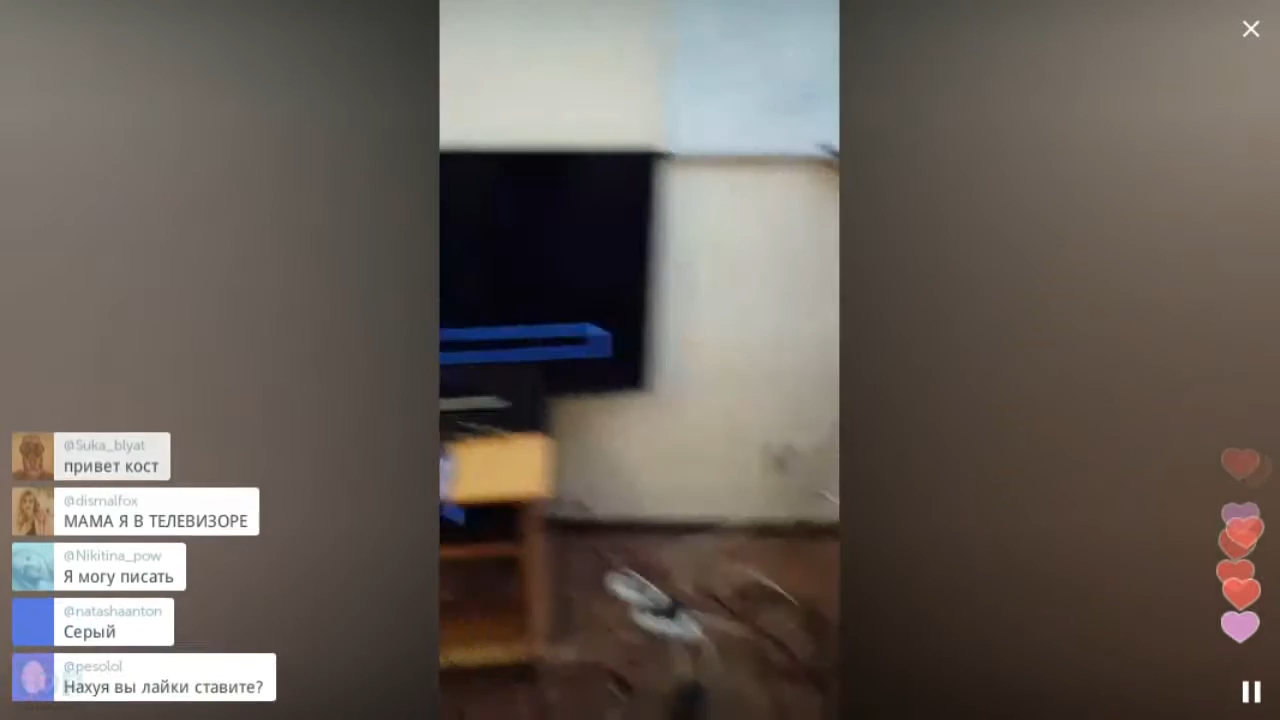 @Suka_blyat
привет кост
@dismalfox
МАМА Я В ТЕЛЕВИЗОРЕ
@Nikitina_pow
Я могу писать
@natashaanton
Серый
@pesolol
Нахуя вы лайки ставите?